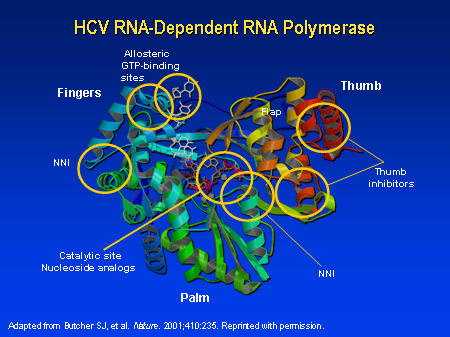 HCV RNA-Dependent RNA Polymerase
Allosteric
GTP-binding
sites
Fingers
Thumb
Flap
NNI
Thumb
inhibitors
Catalytic site
Nucleoside analogs
NNI
Palm
Adapted from Butcher SJ, et al. Nature. 2001;410:235. Reprinted with permission.